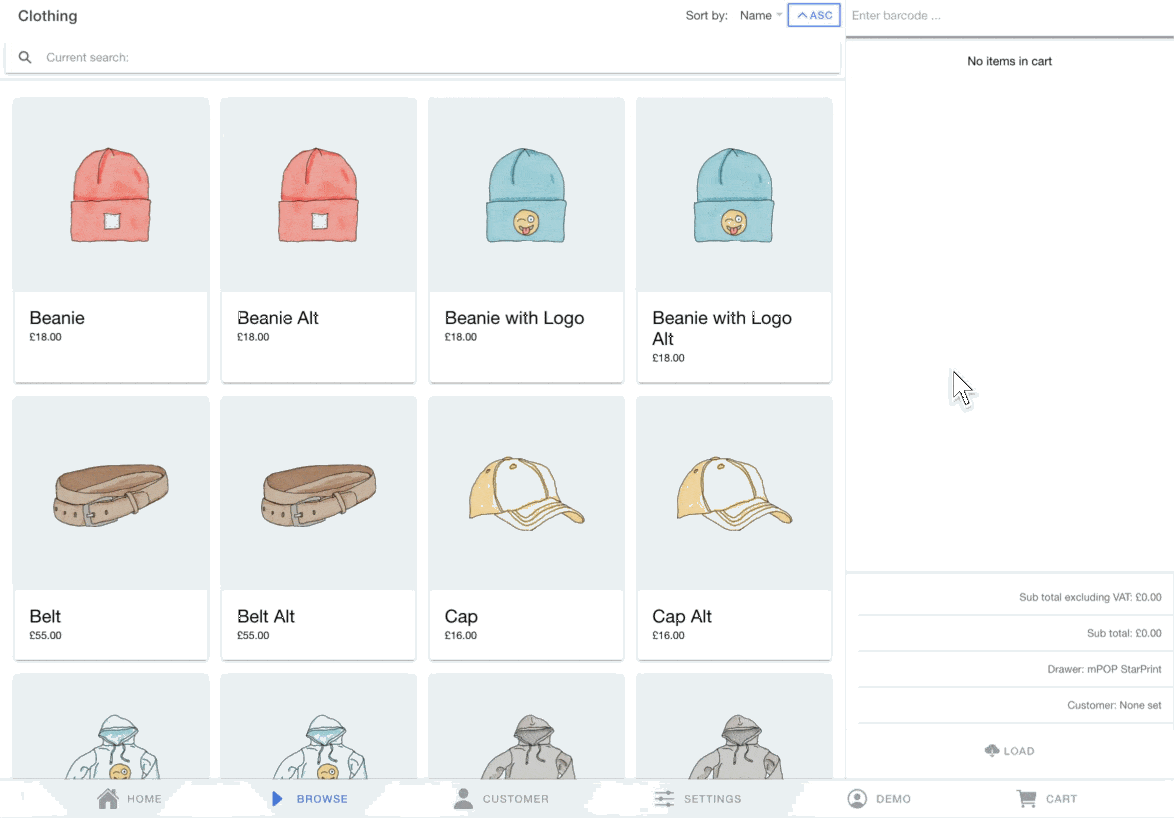 Clothing
Sort by: Name ASC
Current search:
Beanie
£18.00
Beanie Alt
£18.00
Beanie with Logo
£18.00
Beanie with Logo
Alt
£18.00
Belt
£55.00
Belt Alt
£55.00
Cap
£16.00
Cap Alt
£16.00
Enter barcode ...
No items in cart
Sub total excluding VAT: £0.00
Sub total: £0.00
Drawer: mPOP StarPrint
Customer: None set
LOAD
HOME
BROWSE
CUSTOMER
SETTINGS
DEMO
CART